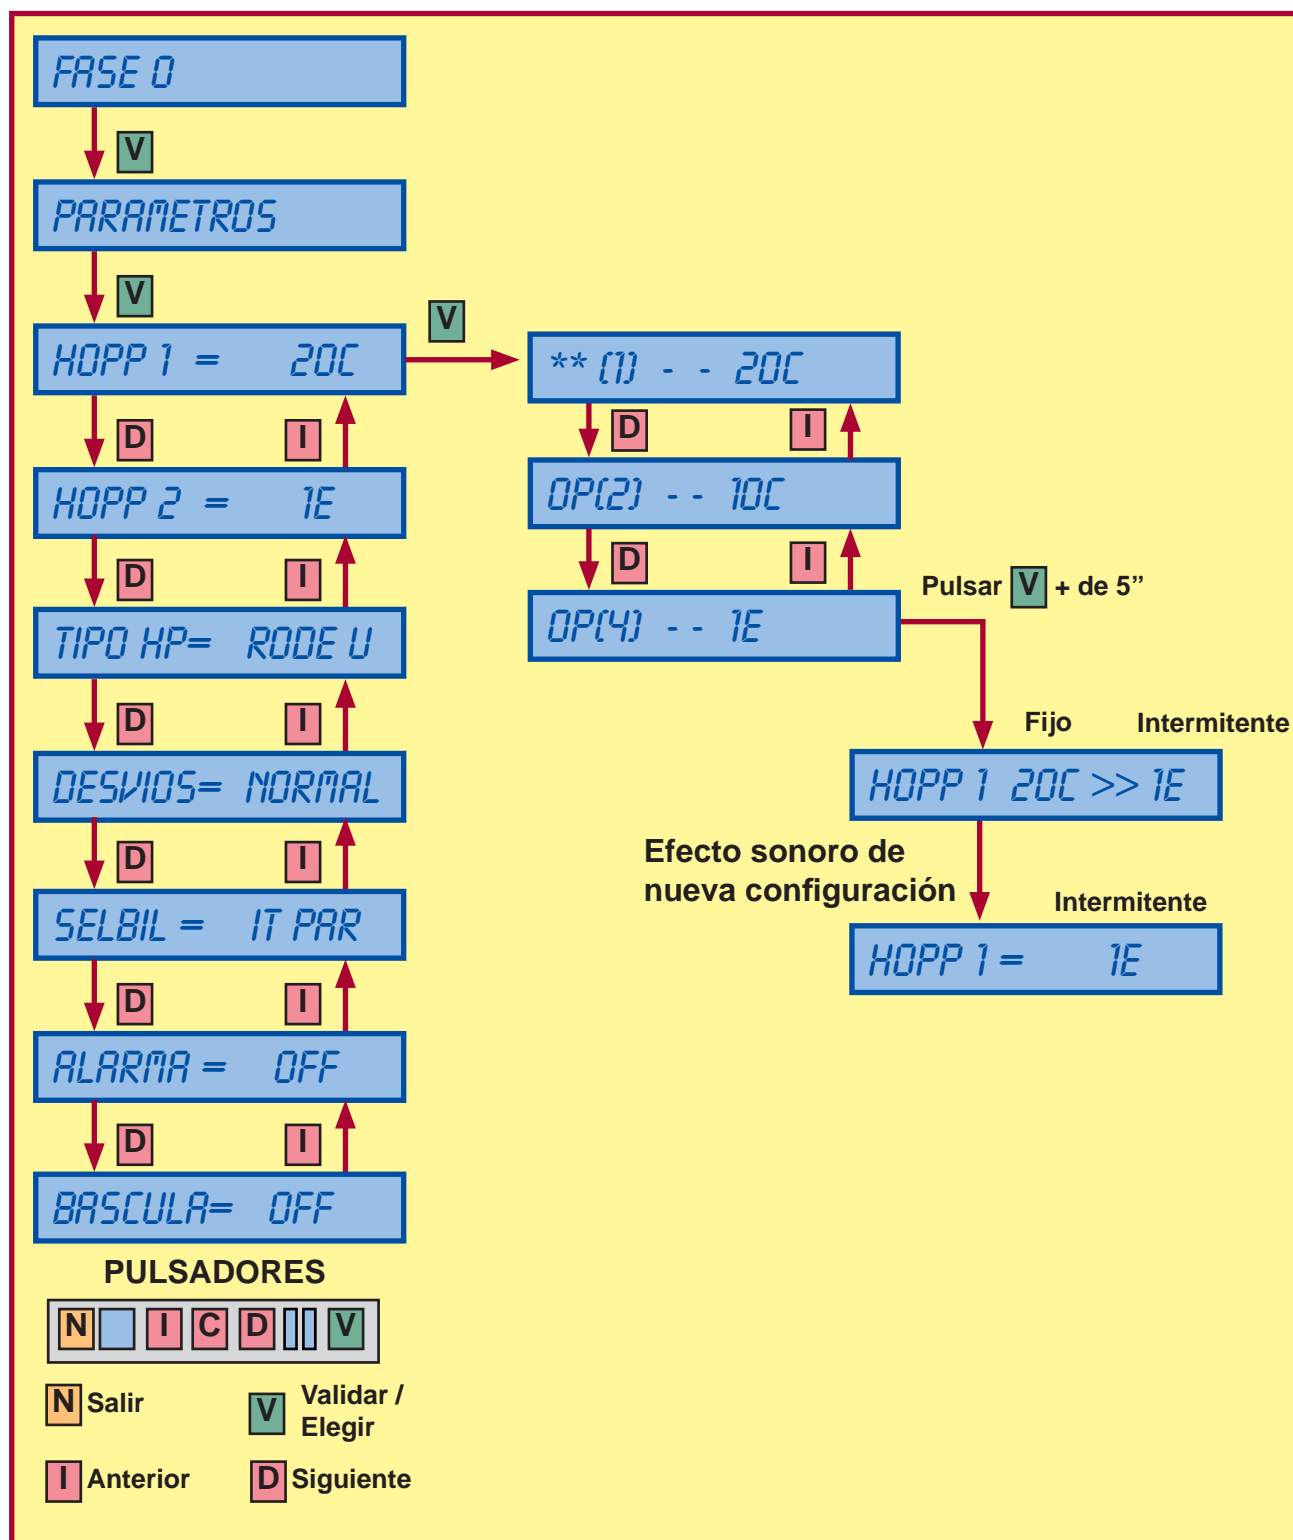 FASE 0
V
PARAMETROS
V
HOPP 1 = 20C
V
** (1) - - 20C
D I
D I
HOPP 2 = 1E
OP(2) - - 10C
D I
D I
Pulsar V + de 5”
TIPO HP= RODE U
OP(4) - - 1E
D I
Fijo Intermitente
DESVIOS= NORMAL
HOPP 1 20C >> 1E
D I
Efecto sonoro de
nueva configuración
Intermitente
SELBIL = IT PAR
HOPP 1 = 1E
D I
ALARMA = OFF
D I
BASCULA= OFF
PULSADORES
N I C D V
N Salir
V Validar /
Elegir
I Anterior
D Siguiente